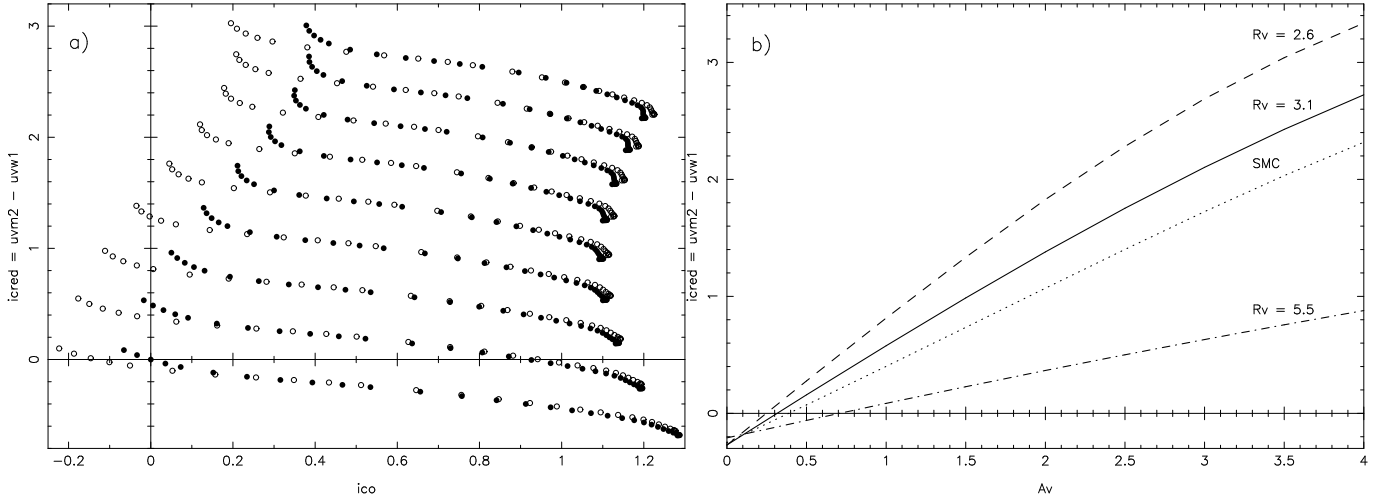 a)
3
2
1
0
icred = uvm2 − uvw1
−0.2
0
0.2
0.4
0.6
0.8
1
1.2
ico
b)
Rv = 2.6
Rv = 3.1
SMC
Rv = 5.5
3
2
1
0
icred = uvm2 − uvw1
0
0.5
1
1.5
2
2.5
3
3.5
4
Av